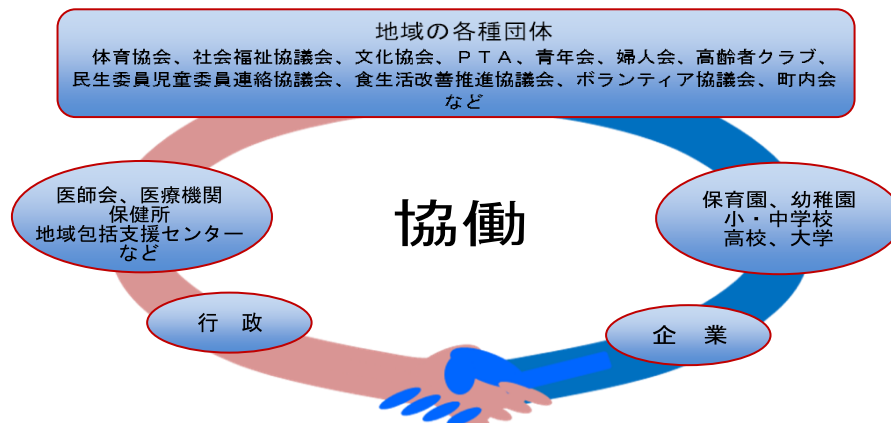 地域の各種団体
体育協会、社会福祉協議会、文化協会、ＰＴＡ、青年会、婦人会、高齢者クラブ、
民生委員児童委員連絡協議会、食生活改善推進協議会、ボランティア協議会、町内会
など
医師会、医療機関
保健所
地域包括支援センター
など
協働
保育園、幼稚園
小・中学校
高校、大学
行　政
企　業